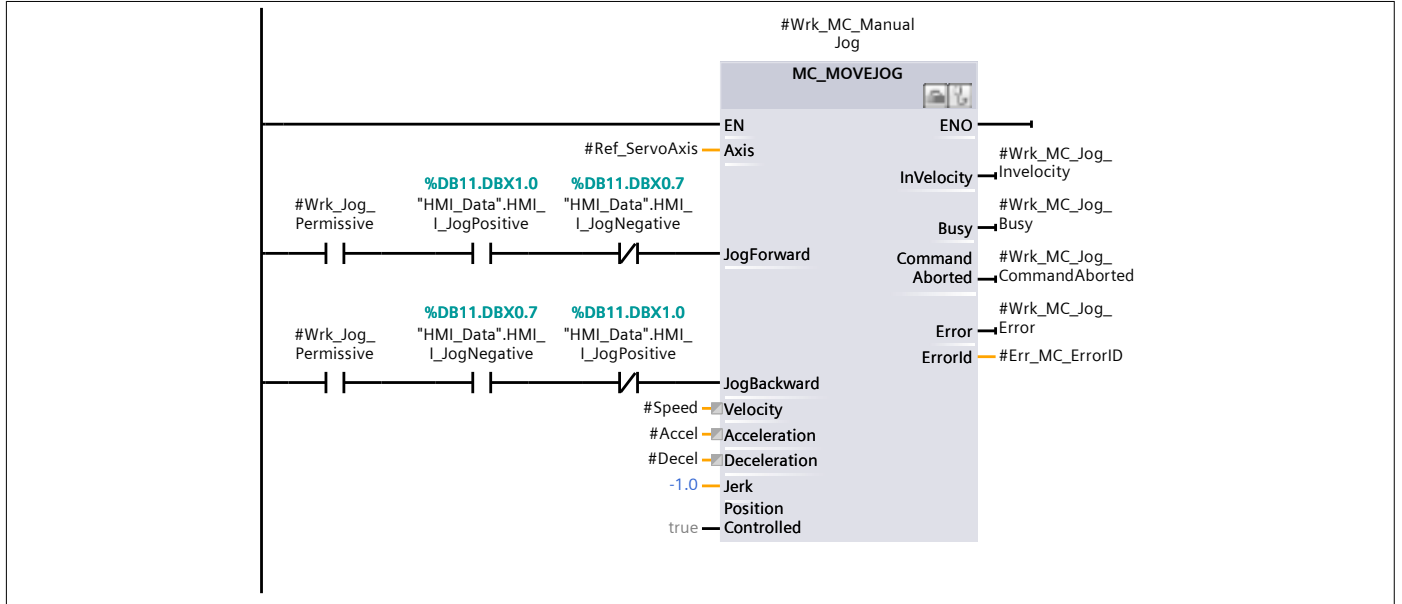 #Wrk_MC_Manual
Jog
MC_MOVEJOG
EN
ENO
#Ref_ServoAxis
Axis
#Wrk_MC_Jog_
Invelocity
InVelocity
%DB11.DBX1.0
%DB11.DBX0.7
#Wrk_Jog_
Permissive
"HMI_Data".HMI_
I_JogPositive
"HMI_Data".HMI_
I_JogNegative
JogForward
#Wrk_MC_Jog_
Busy
Busy
Command
Aborted
#Wrk_MC_Jog_
CommandAborted
%DB11.DBX0.7
%DB11.DBX1.0
#Wrk_Jog_
Permissive
"HMI_Data".HMI_
I_JogNegative
"HMI_Data".HMI_
I_JogPositive
JogBackward
#Wrk_MC_Jog_
Error
Error
ErrorId
#Err_MC_ErrorID
#Speed
Velocity
#Accel
Acceleration
#Decel
Deceleration
-1.0
Jerk
Position
Controlled
true